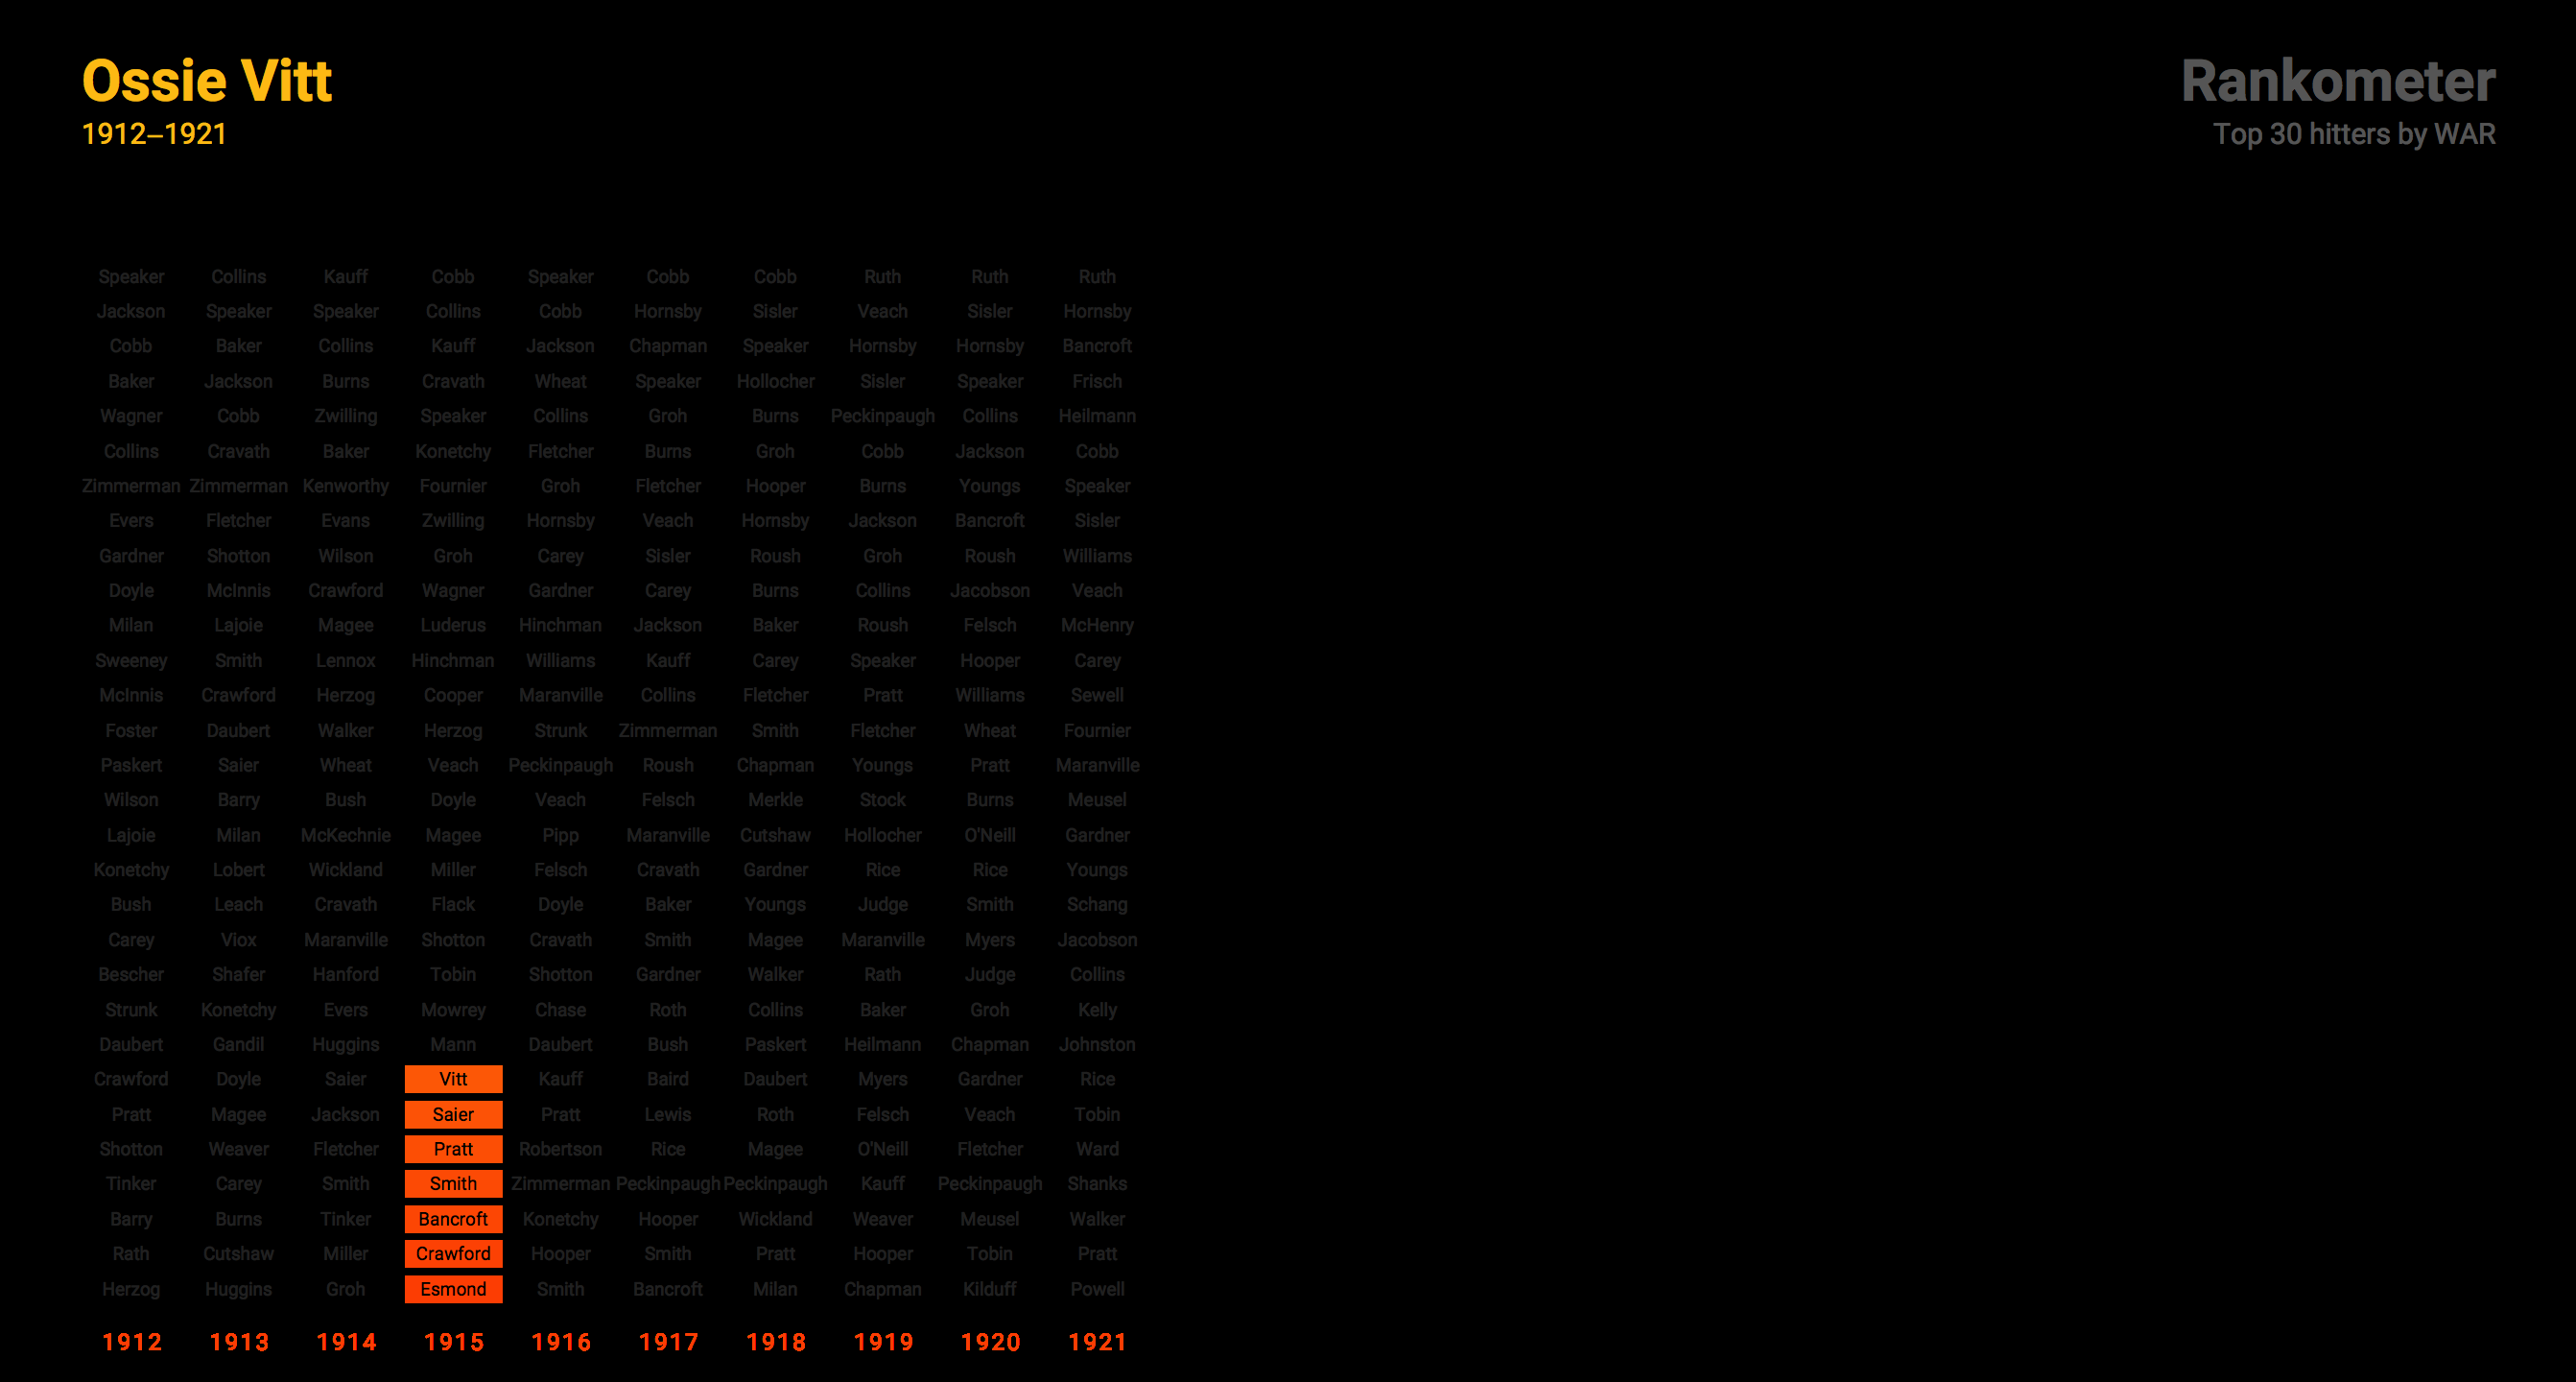 Ossie Vitt
1912–1921
Rankometer
Top 30 hitters by WAR
Speaker Collins Kauff Cobb Speaker Cobb Cobb Ruth Ruth Ruth
Jackson Speaker Speaker Collins Cobb Hornsby Sisler Veach Sisler Hornsby
Cobb Baker Collins Kauff Jackson Chapman Speaker Hornsby Hornsby Bancroft
Baker Jackson Burns Cravath Wheat Speaker Hollocher Sisler Speaker Frisch
Wagner Cobb Zwilling Speaker Collins Groh Burns Peckinpaugh Collins Heilmann
Collins Cravath Baker Konetchy Fletcher Burns Groh Cobb Jackson Cobb
Zimmerman Zimmerman Kenworthy Fournier Groh Fletcher Hooper Burns Youngs Speaker
Evers Fletcher Evans Zwilling Hornsby Veach Hornsby Jackson Bancroft Sisler
Gardner Shotton Wilson Groh Carey Sisler Roush Groh Roush Williams
Doyle McInnis Crawford Wagner Gardner Carey Burns Collins Jacobson Veach
Milan Lajoie Magee Luderus Hinchman Jackson Baker Roush Felsch McHenry
Sweeney Smith Lennox Hinchman Williams Kauff Carey Speaker Hooper Carey
McInnis Crawford Herzog Cooper Maranville Collins Fletcher Pratt Williams Sewell
Foster Daubert Walker Herzog Strunk Zimmerman Smith Fletcher Wheat Fournier
Paskert Saier Wheat Veach Peckinpaugh Roush Chapman Youngs Pratt Maranville
Wilson Barry Bush Doyle Veach Felsch Merkle Stock Burns Meusel
Lajoie Milan McKechnie Magee Pipp Maranville Cutshaw Hollocher O'Neill Gardner
Konetchy Lobert Wickland Miller Felsch Cravath Gardner Rice Rice Youngs
Bush Leach Cravath Flack Doyle Baker Youngs Judge Smith Schang
Carey Viox Maranville Shotton Cravath Smith Magee Maranville Myers Jacobson
Bescher Shafer Hanford Tobin Shotton Gardner Walker Rath Judge Collins
Strunk Konetchy Evers Mowrey Chase Roth Collins Baker Groh Kelly
Daubert Gandil Huggins Mann Daubert Bush Paskert Heilmann Chapman Johnston
Crawford Doyle Saier Vitt Kauff Baird Daubert Myers Gardner Rice
Pratt Magee Jackson Saier Pratt Lewis Roth Felsch Veach Tobin
Shotton Weaver Fletcher Pratt Robertson Rice Magee O'Neill Fletcher Ward
Tinker Carey Smith Smith Zimmerman Peckinpaugh Peckinpaugh Kauff Peckinpaugh Shanks
Barry Burns Tinker Bancroft Konetchy Hooper Wickland Weaver Meusel Walker
Rath Cutshaw Miller Crawford Hooper Smith Pratt Hooper Tobin Pratt
Herzog Huggins Groh Esmond Smith Bancroft Milan Chapman Kilduff Powell
1912 1913 1914 1915 1916 1917 1918 1919 1920 1921